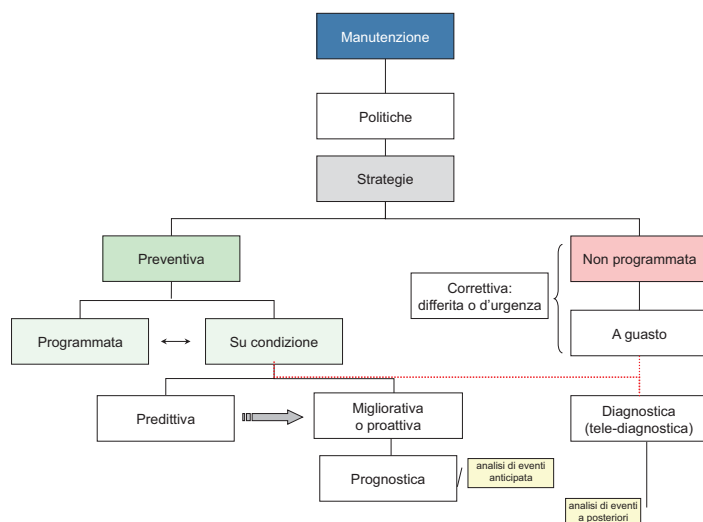 Manutenzione
Politiche
Strategie
Preventiva
Non programmata
Correttiva:
differita o d'urgenza
Programmata
Su condizione
A guasto
Predittiva
Migliorativa
o proattiva
Diagnostica
(tele-diagnostica)
Prognostica
analisi di eventi
anticipata
analisi di eventi
a posteriori